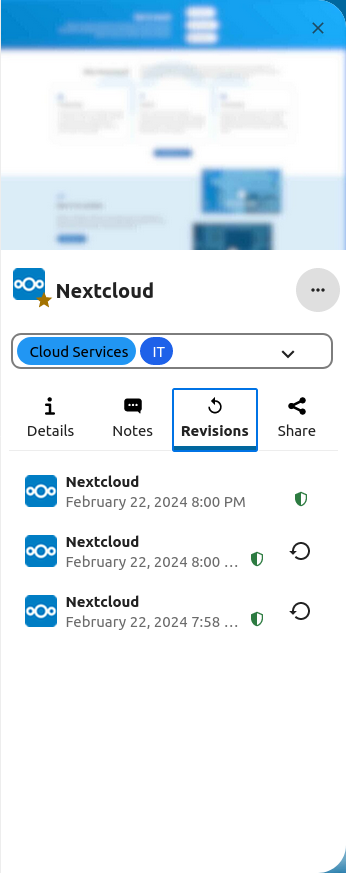 Nextcloud
Cloud Services IT
Details Notes Revisions Share
Nextcloud
February 22, 2024 8:00 PM
Nextcloud
February 22, 2024 8:00 ...
Nextcloud
February 22, 2024 7:58 ...